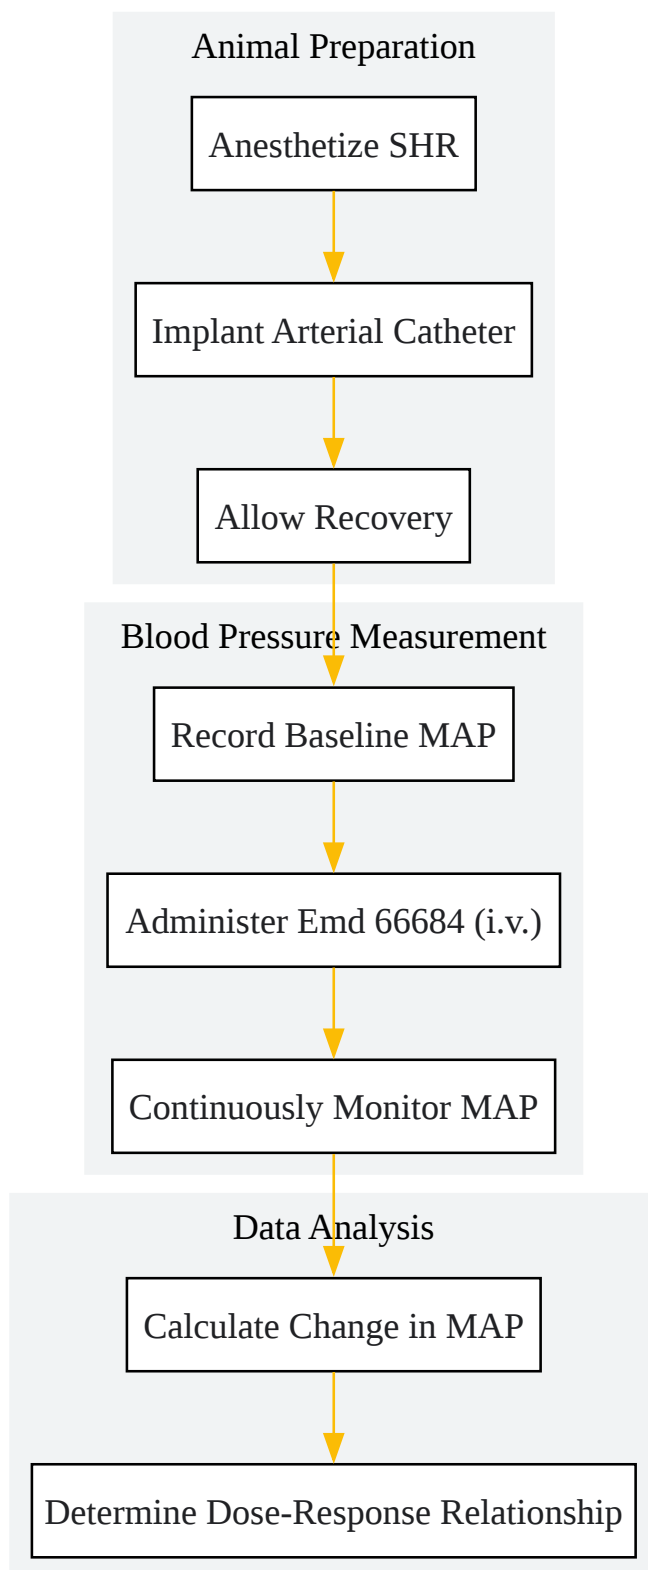 Animal Preparation
Anesthetize SHR
Implant Arterial Catheter
Allow Recovery
Blood Pressure Measurement
Record Baseline MAP
Administer Emd 66684 (i.v.)
Continuously Monitor MAP
Data Analysis
Calculate Change in MAP
Determine Dose-Response Relationship